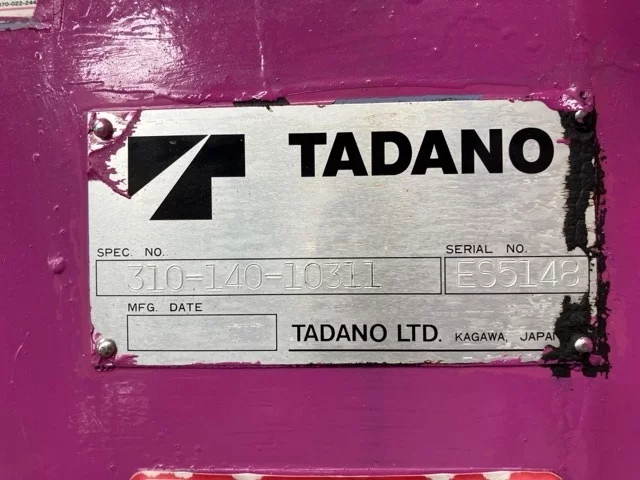 TADANO
SPEC. NO.
310-140-10311
SERIAL NO.
ES5148
MFG. DATE
TADANO LTD. KAGAWA, JAPAN